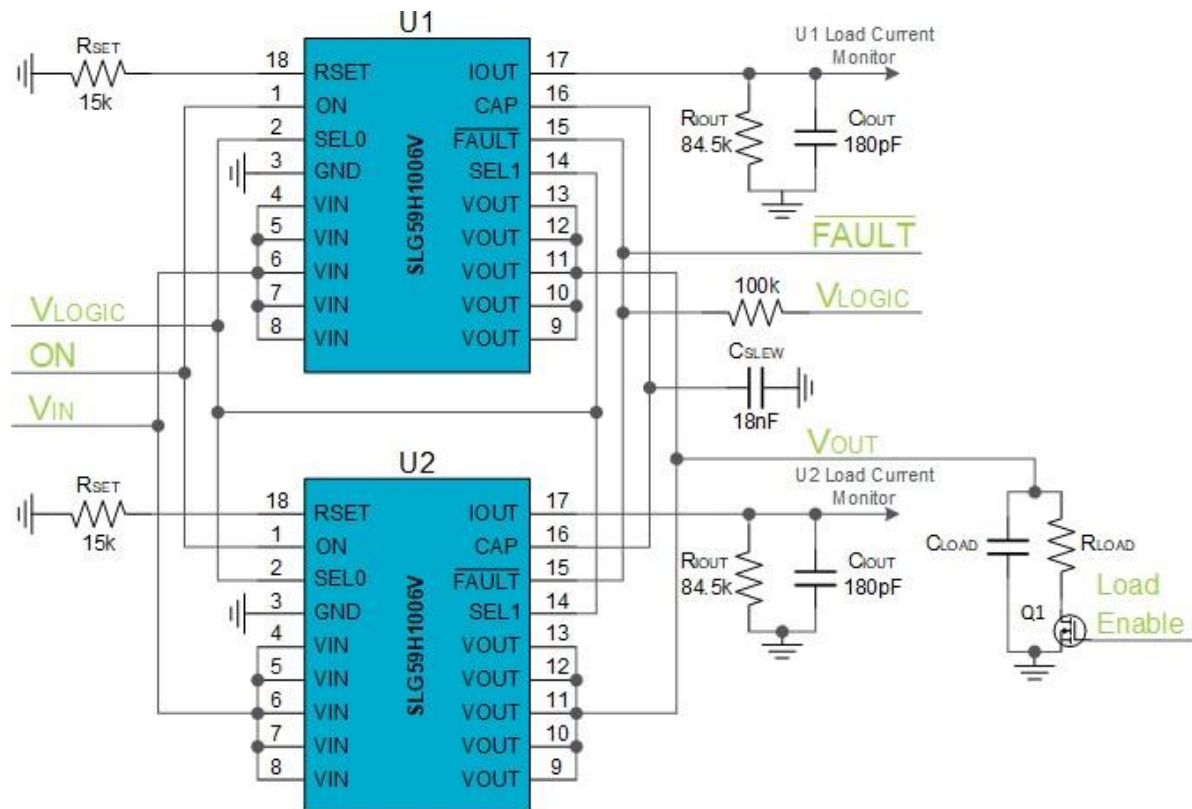 U1
RSET
15k
18 RSET
1 ON
2 SEL0
3 GND
4 VIN
5 VIN
6 VIN
7 VIN
8 VIN
SLG59H1006V
IOUT 17
CAP 16
FAULT 15
SEL1 14
VOUT 13
VOUT 12
VOUT 11
VOUT 10
VOUT 9
U1 Load Current
Monitor
RIOUT
84.5k
CIOUT
180pF
FAULT
100k
VLOGIC
CSLEW
18nF
VLOGIC
ON
VIN
VOUT
U2
RSET
15k
18 RSET
1 ON
2 SEL0
3 GND
4 VIN
5 VIN
6 VIN
7 VIN
8 VIN
SLG59H1006V
IOUT 17
CAP 16
FAULT 15
SEL1 14
VOUT 13
VOUT 12
VOUT 11
VOUT 10
VOUT 9
U2 Load Current
Monitor
RIOUT
84.5k
CIOUT
180pF
CLOAD
RLOAD
Q1
Load
Enable